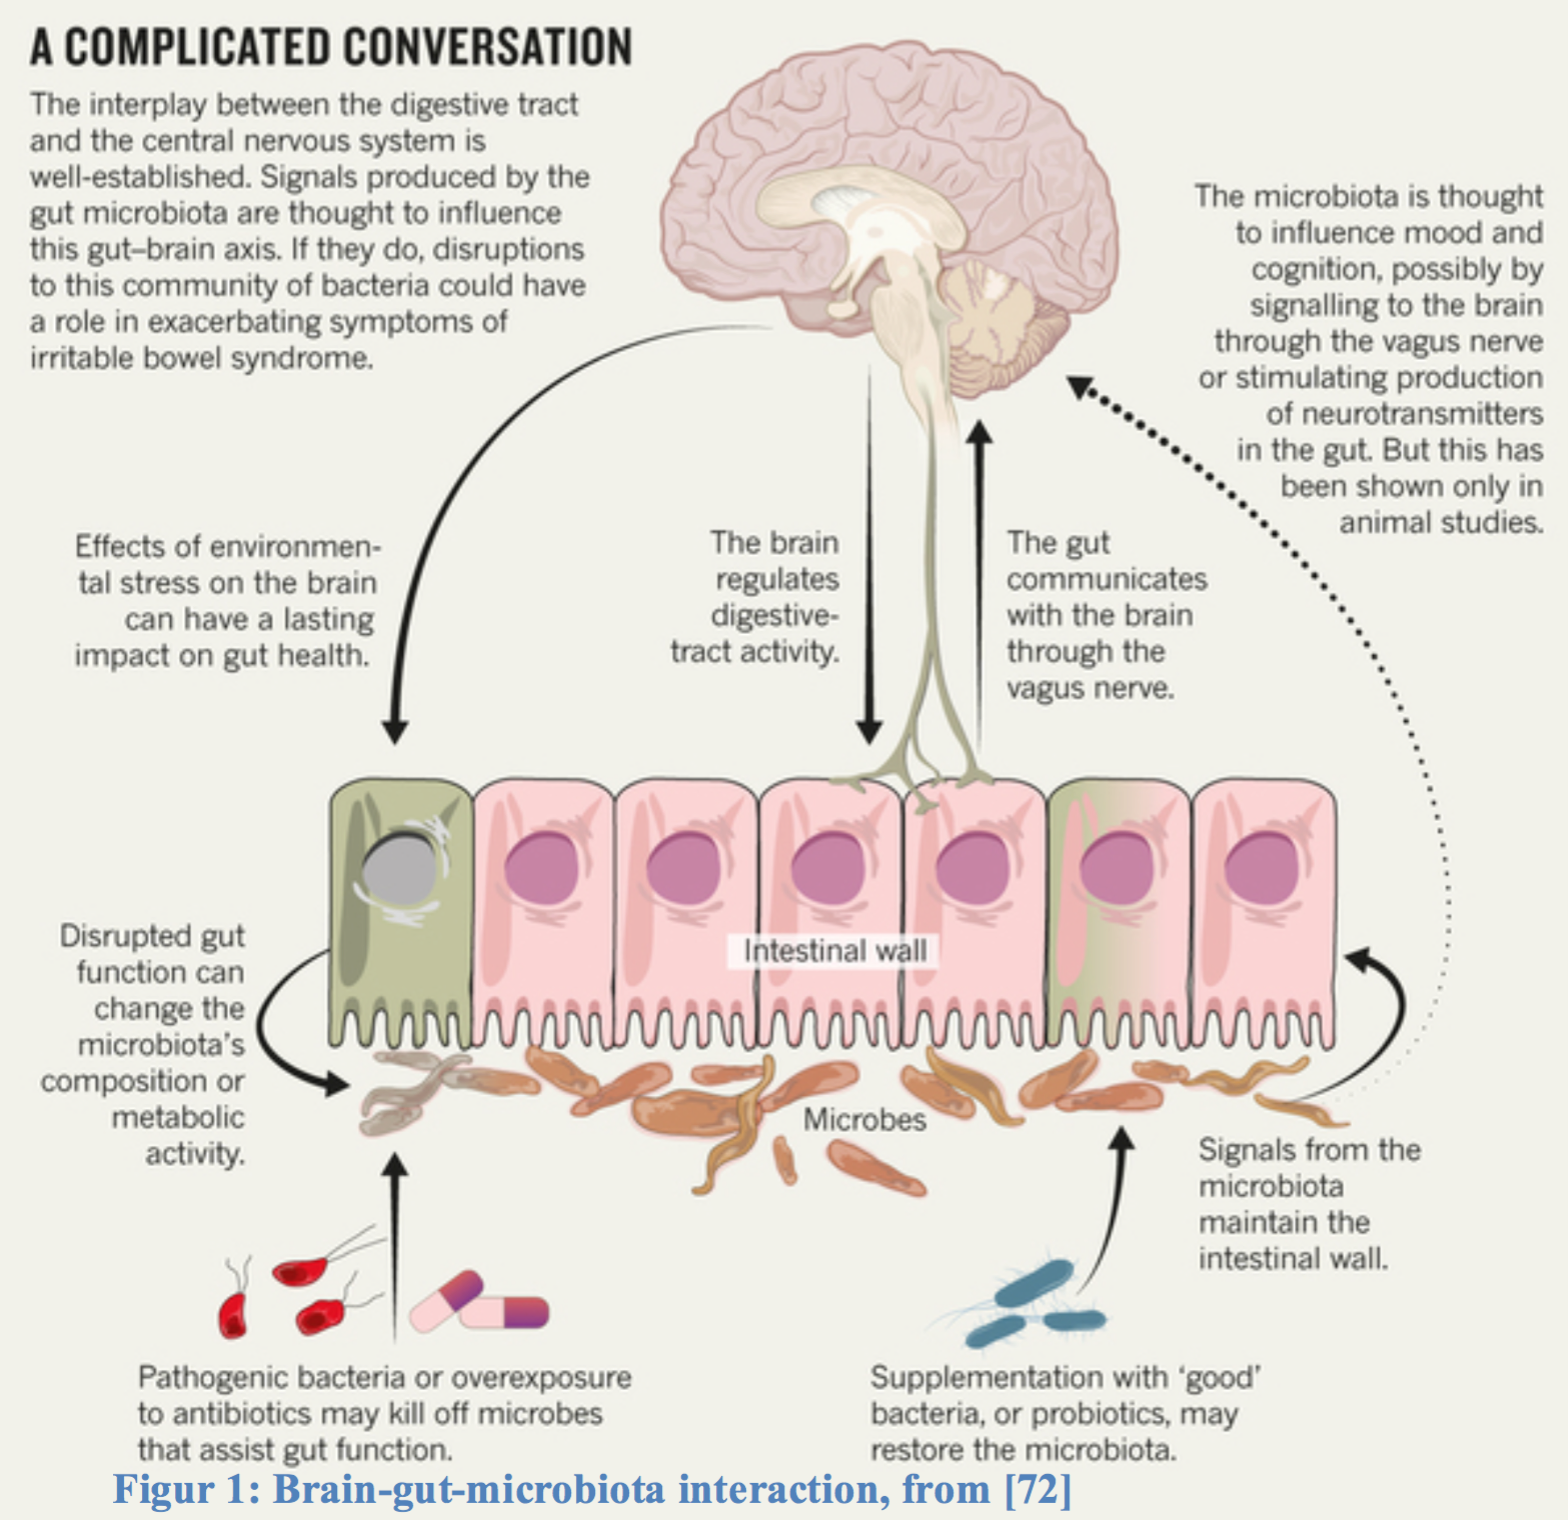 A COMPLICATED CONVERSATION
The interplay between the digestive tract
and the central nervous system is
well-established. Signals produced by the
gut microbiota are thought to influence
this gut–brain axis. If they do, disruptions
to this community of bacteria could have
a role in exacerbating symptoms of
irritable bowel syndrome.
The microbiota is thought
to influence mood and
cognition, possibly by
signalling to the brain
through the vagus nerve
or stimulating production
of neurotransmitters
in the gut. But this has
been shown only in
animal studies.
Effects of environmen-
tal stress on the brain
can have a lasting
impact on gut health.
The brain
regulates
digestive-
tract activity.
The gut
communicates
with the brain
through the
vagus nerve.
Intestinal wall
Disrupted gut
function can
change the
microbiota’s
composition or
metabolic
activity.
Microbes
Signals from the
microbiota
maintain the
intestinal wall.
Pathogenic bacteria or overexposure
to antibiotics may kill off microbes
that assist gut function.
Supplementation with ‘good’
bacteria, or probiotics, may
restore the microbiota.
Figur 1: Brain-gut-microbiota interaction, from [72]